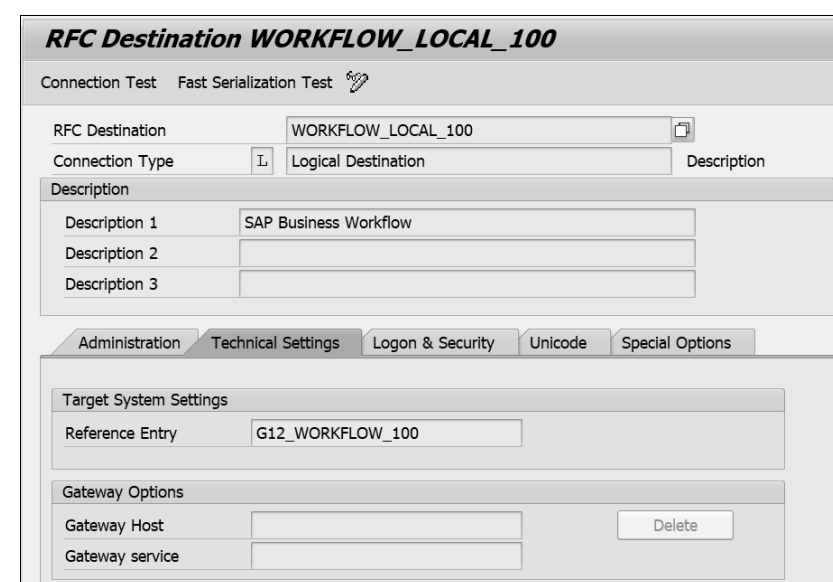 RFC Destination WORKFLOW_LOCAL_100
Connection Test Fast Serialization Test
RFC Destination WORKFLOW_LOCAL_100
Connection Type L Logical Destination Description
Description
Description 1 SAP Business Workflow
Description 2
Description 3
Administration Technical Settings Logon & Security Unicode Special Options
Target System Settings
Reference Entry G12_WORKFLOW_100
Gateway Options
Gateway Host Delete
Gateway service